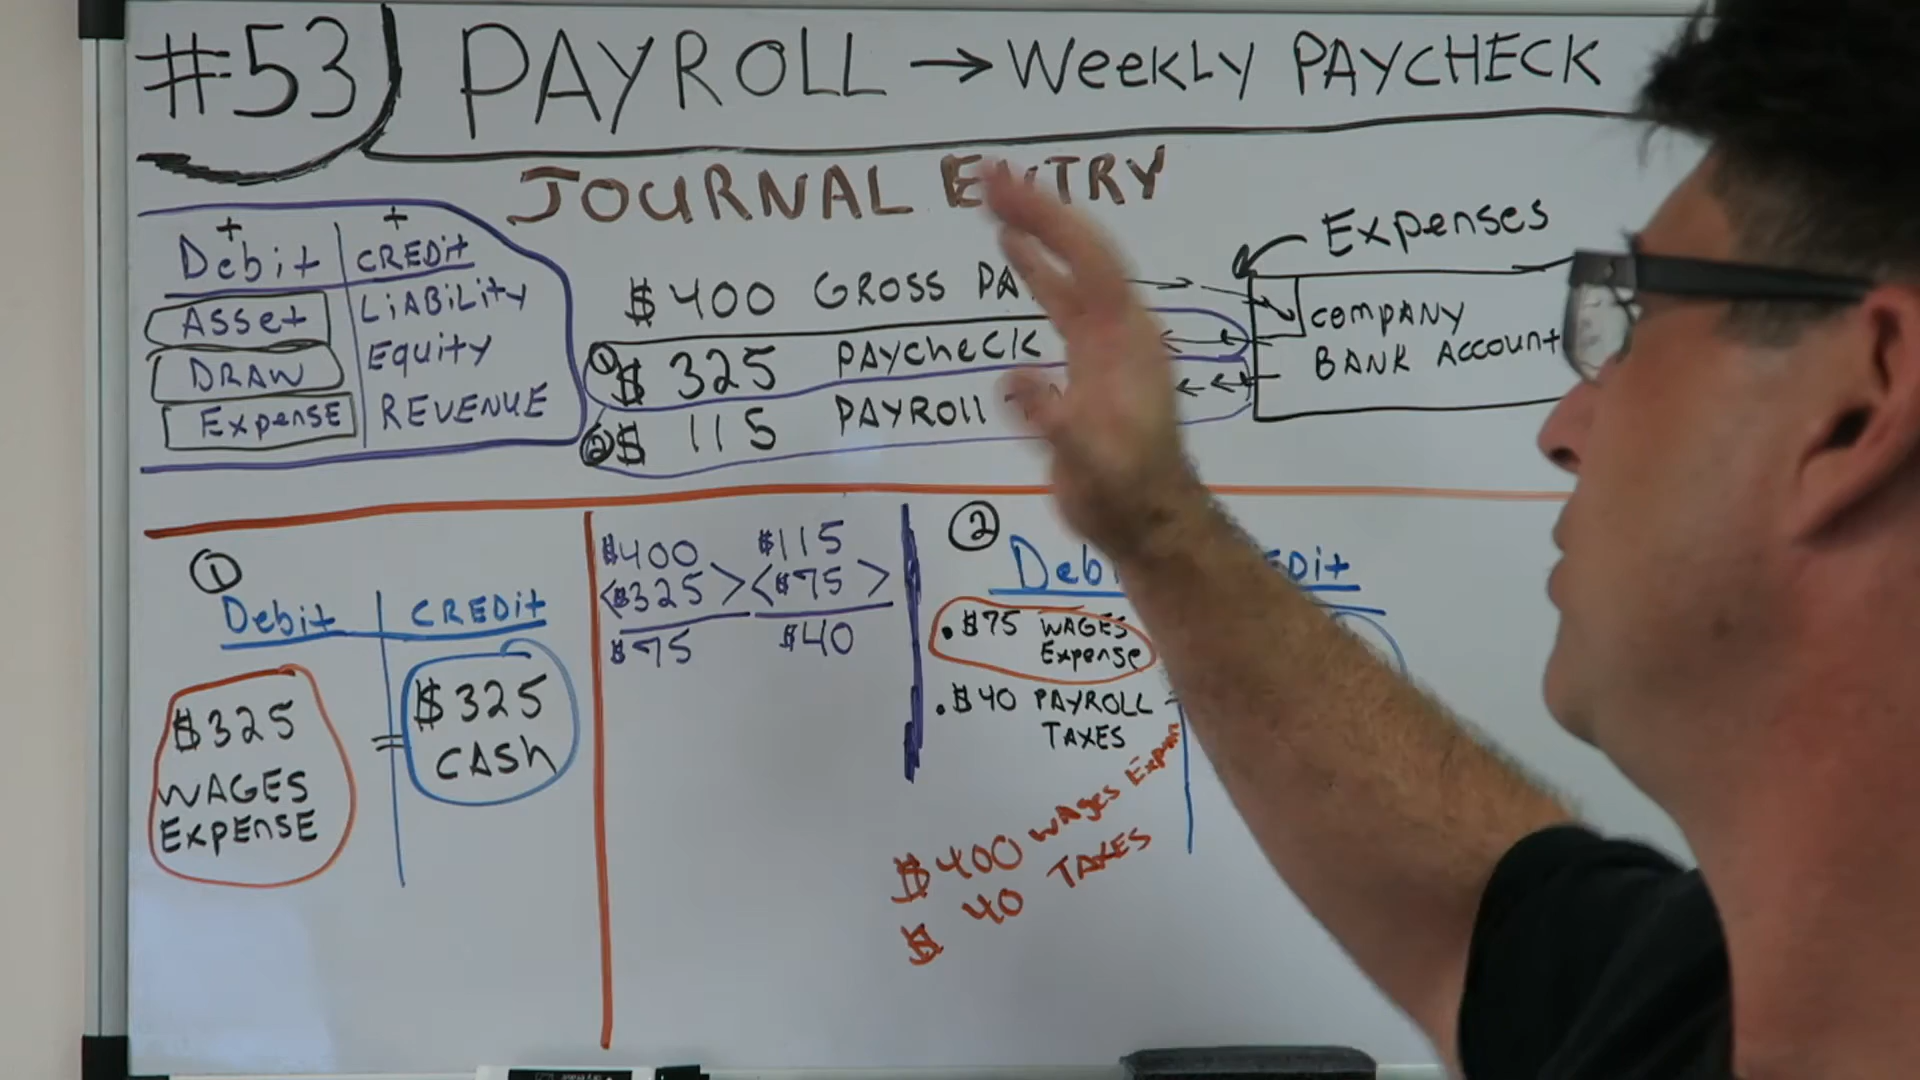 #53) PAYROLL → WEEKLY PAYCHECK
JOURNAL ENTRY
+ +
Debit CREDit
Asset LiABiLity
DRAW Equity
Expense REVENUE
$400 GROSS
① $ 325 PAYCHECK
② $ 115 PAYROLL
Expenses
COMPANY
BANK Account
①
Debit CREDit
$325
WAGES
EXPENSE
=
$325
CASH
$400
<$325>
$75
$115
<$75>
$40
②
• $75 WAGES
Expense
• $40 PAYROLL
TAXES
$400 WAges
$ 40 TAXES